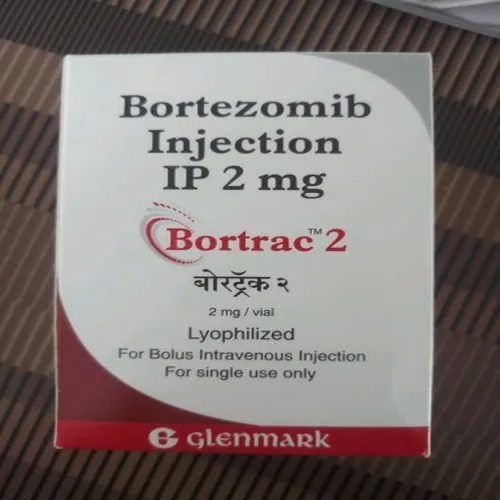 Bortezomib
Injection
IP 2 mg
Bortrac™ 2
बोरट्रॅक २
2 mg / vial
Lyophilized
For Bolus Intravenous Injection
For single use only
G GLENMARK